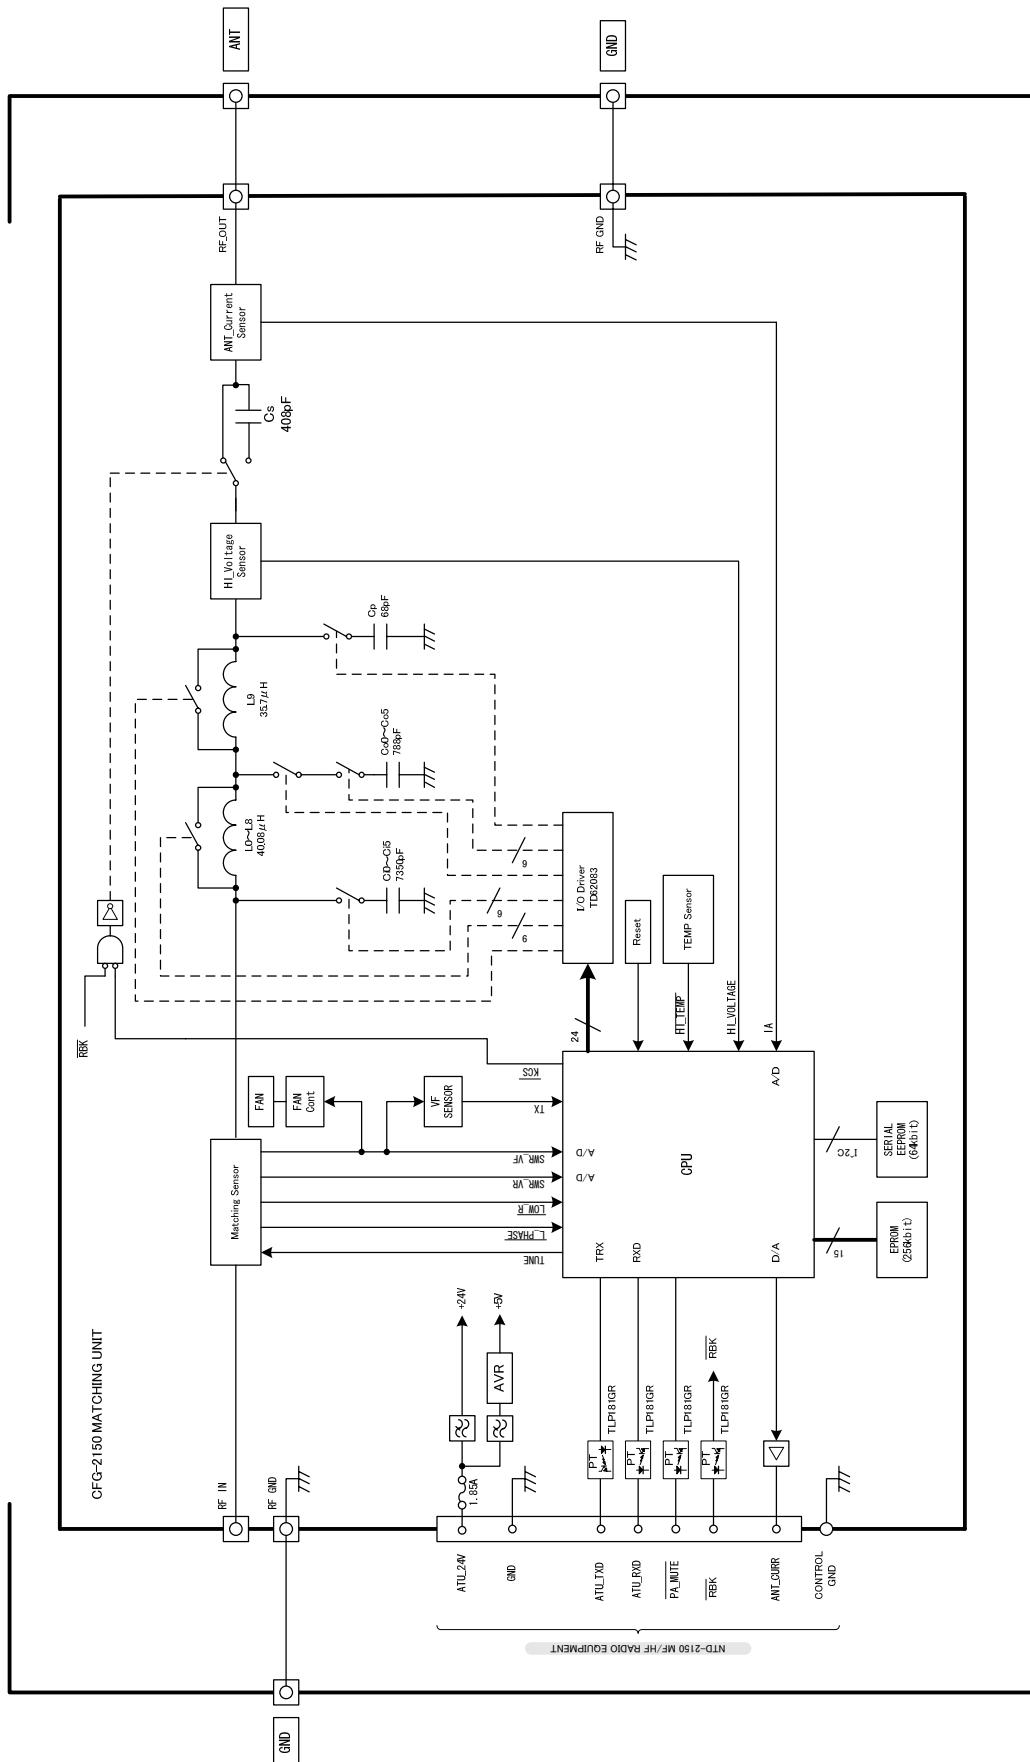 ANT
GND
RF_OUT
RF GND
ANT_Current
Sensor
Cs
408pF
HI_Voltage
Sensor
Cp
68pF
L9
35.7μH
Co0~Co5
788pF
L0~L8
40.08μH
Ci0~Ci5
7350pF
6
6
9
I/O Driver
TD62083
Reset
TEMP Sensor
RBK
24
HI_TEMP
HI_VOLTAGE
IA
KCS
FAN
FAN
Cont
VF
SENSOR
TX
A/D
Matching Sensor
SWR_VF
A/D
SWR_VR
A/D
LOW_R
L_PHASE
TUNE
CPU
I^2C
SERIAL
EEPROM
(64kbit)
TRX
RXD
D/A
15
EPROM
(256kbit)
+24V
+5V
AVR
RBK
CFG-2150 MATCHING UNIT
PT
TLP181GR
PT
TLP181GR
PT
TLP181GR
PT
TLP181GR
1.85A
RF IN
RF GND
ATU_24V
GND
ATU_TXD
ATU_RXD
PA_MUTE
RBK
ANT_CURR
CONTROL
GND
NTD-2150 MF/HF RADIO EQUIPMENT
GND